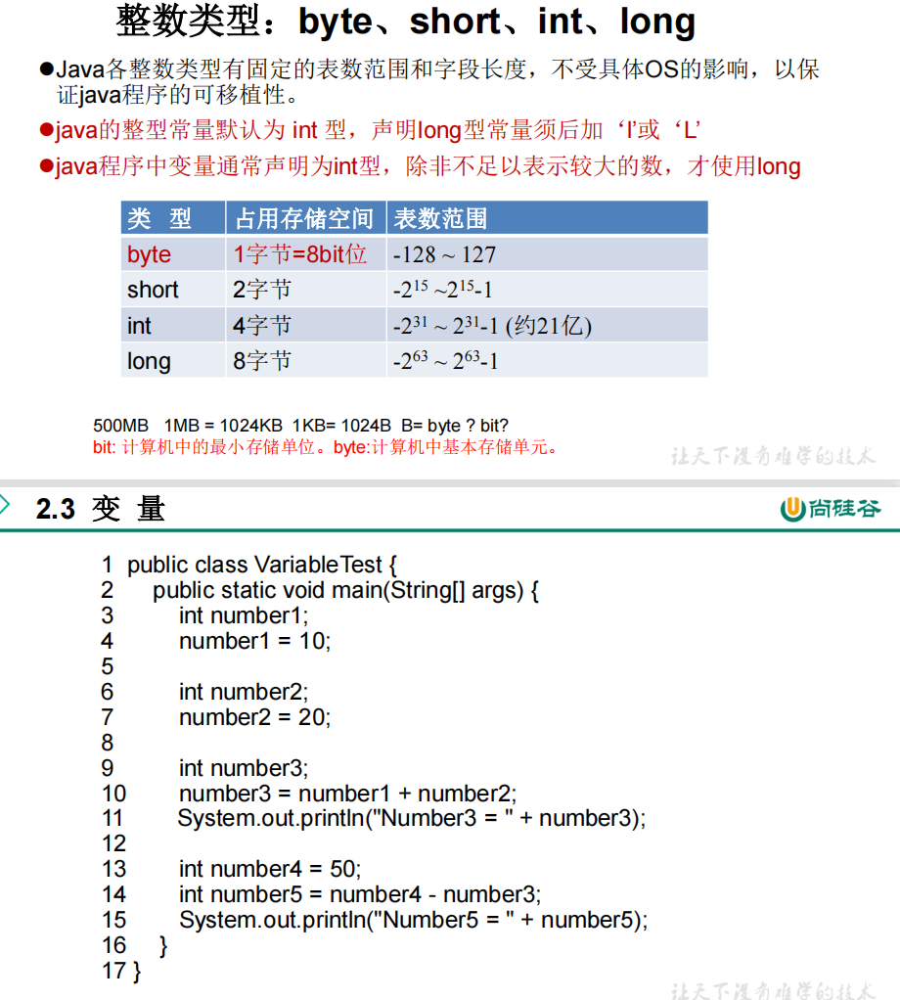 整数类型：byte、short、int、long
●Java各整数类型有固定的表数范围和字段长度，不受具体OS的影响，以保
证java程序的可移植性。
●java的整型常量默认为 int 型，声明long型常量须后加‘l’或‘L’
●java程序中变量通常声明为int型，除非不足以表示较大的数，才使用long
类 型 占用存储空间 表数范围
byte 1字节=8bit位 -128 ~ 127
short 2字节 -2¹⁵ ~2¹⁵-1
int 4字节 -2³¹ ~ 2³¹-1 (约21亿)
long 8字节 -2⁶³ ~ 2⁶³-1
500MB 1MB = 1024KB 1KB= 1024B B= byte ? bit?
bit: 计算机中的最小存储单位。byte:计算机中基本存储单元。
让天下没有难学的技术
2.3 变 量
尚硅谷
1 public class VariableTest {
2 public static void main(String[] args) {
3 int number1;
4 number1 = 10;
5
6 int number2;
7 number2 = 20;
8
9 int number3;
10 number3 = number1 + number2;
11 System.out.println("Number3 = " + number3);
12
13 int number4 = 50;
14 int number5 = number4 - number3;
15 System.out.println("Number5 = " + number5);
16 }
17 }
让天下没有难学的技术